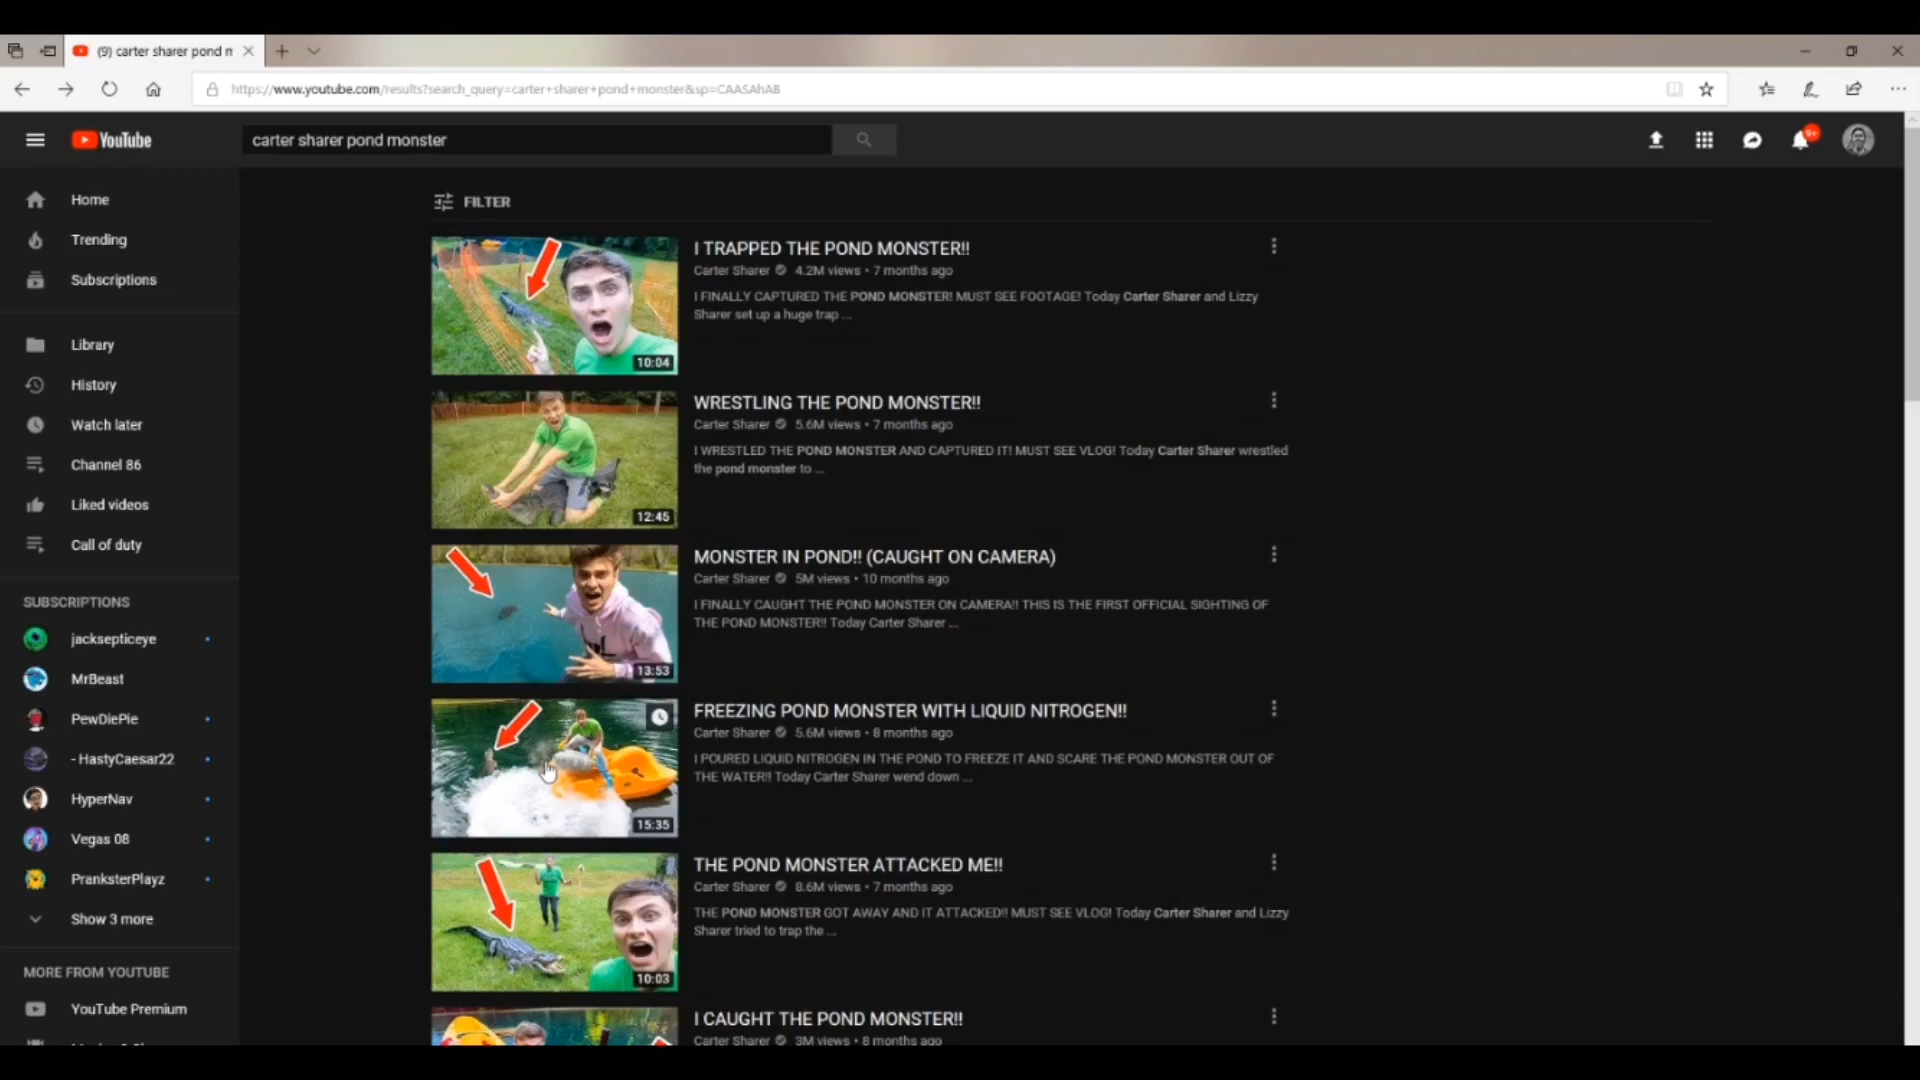 (9) carter sharer pond m
https://www.youtube.com/results?search_query=carter+sharer+pond+monster&sp=CAASAhAB
YouTube
carter sharer pond monster
9+
Home
Trending
Subscriptions
Library
History
Watch later
Channel 86
Liked videos
Call of duty
SUBSCRIPTIONS
jacksepticeye
MrBeast
PewDiePie
- HastyCaesar22
HyperNav
Vegas 08
PranksterPlayz
Show 3 more
MORE FROM YOUTUBE
YouTube Premium
FILTER
10:04
I TRAPPED THE POND MONSTER!!
Carter Sharer 4.2M views • 7 months ago
I FINALLY CAPTURED THE POND MONSTER! MUST SEE FOOTAGE! Today Carter Sharer and Lizzy
Sharer set up a huge trap ...
12:45
WRESTLING THE POND MONSTER!!
Carter Sharer 5.6M views • 7 months ago
I WRESTLED THE POND MONSTER AND CAPTURED IT! MUST SEE VLOG! Today Carter Sharer wrestled
the pond monster to ...
13:53
MONSTER IN POND!! (CAUGHT ON CAMERA)
Carter Sharer 5M views • 10 months ago
I FINALLY CAUGHT THE POND MONSTER ON CAMERA!! THIS IS THE FIRST OFFICIAL SIGHTING OF
THE POND MONSTER!! Today Carter Sharer ...
15:35
FREEZING POND MONSTER WITH LIQUID NITROGEN!!
Carter Sharer 5.6M views • 8 months ago
I POURED LIQUID NITROGEN IN THE POND TO FREEZE IT AND SCARE THE POND MONSTER OUT OF
THE WATER!! Today Carter Sharer wend down ...
10:03
THE POND MONSTER ATTACKED ME!!
Carter Sharer 8.6M views • 7 months ago
THE POND MONSTER GOT AWAY AND IT ATTACKED!! MUST SEE VLOG! Today Carter Sharer and Lizzy
Sharer tried to trap the ...
I CAUGHT THE POND MONSTER!!
Carter Sharer 3M views • 8 months ago